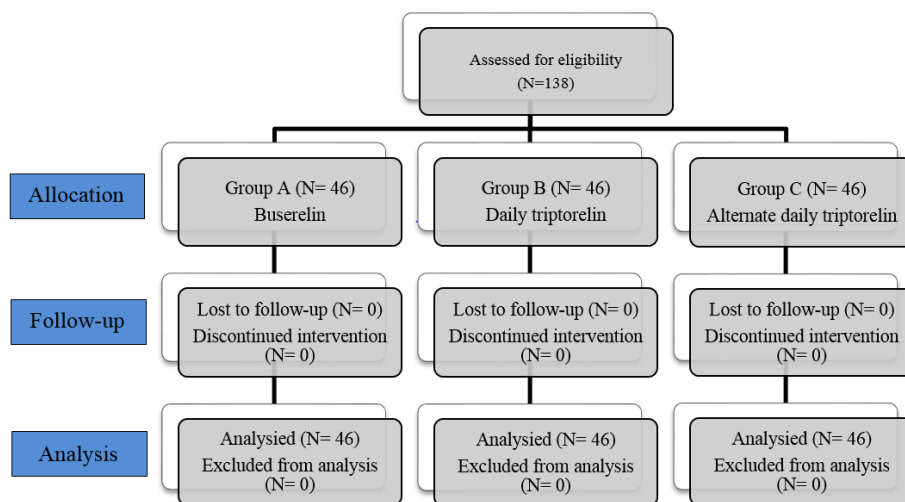 Assessed for eligibility
(N=138)
Allocation
Group A (N= 46)
Buserelin
Group B (N= 46)
Daily triptorelin
Group C (N= 46)
Alternate daily triptorelin
Follow-up
Lost to follow-up (N= 0)
Discontinued intervention
(N= 0)
Lost to follow-up (N= 0)
Discontinued intervention
(N= 0)
Lost to follow-up (N= 0)
Discontinued intervention
(N= 0)
Analysis
Analysied (N= 46)
Excluded from analysis
(N= 0)
Analysied (N= 46)
Excluded from analysis
(N= 0)
Analysied (N= 46)
Excluded from analysis
(N= 0)